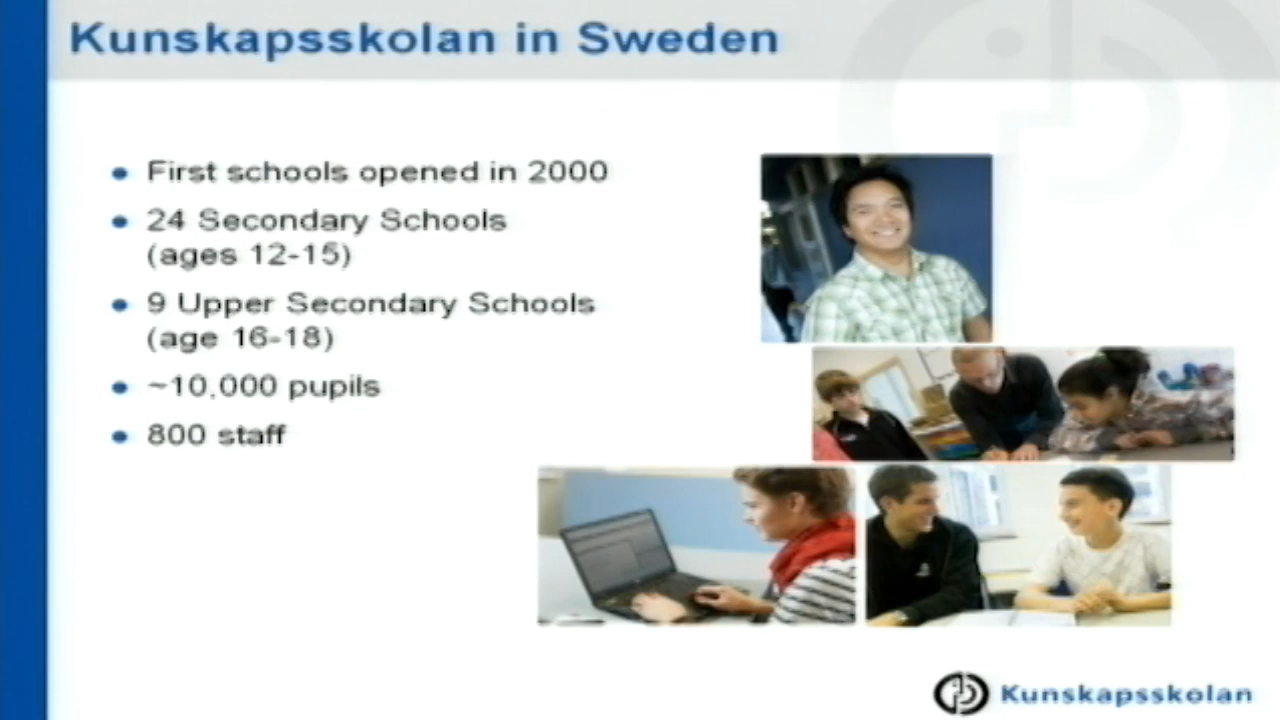 Kunskapsskolan in Sweden
First schools opened in 2000
24 Secondary Schools
(ages 12-15)
9 Upper Secondary Schools
(age 16-18)
~10,000 pupils
800 staff
Kunskapsskolan